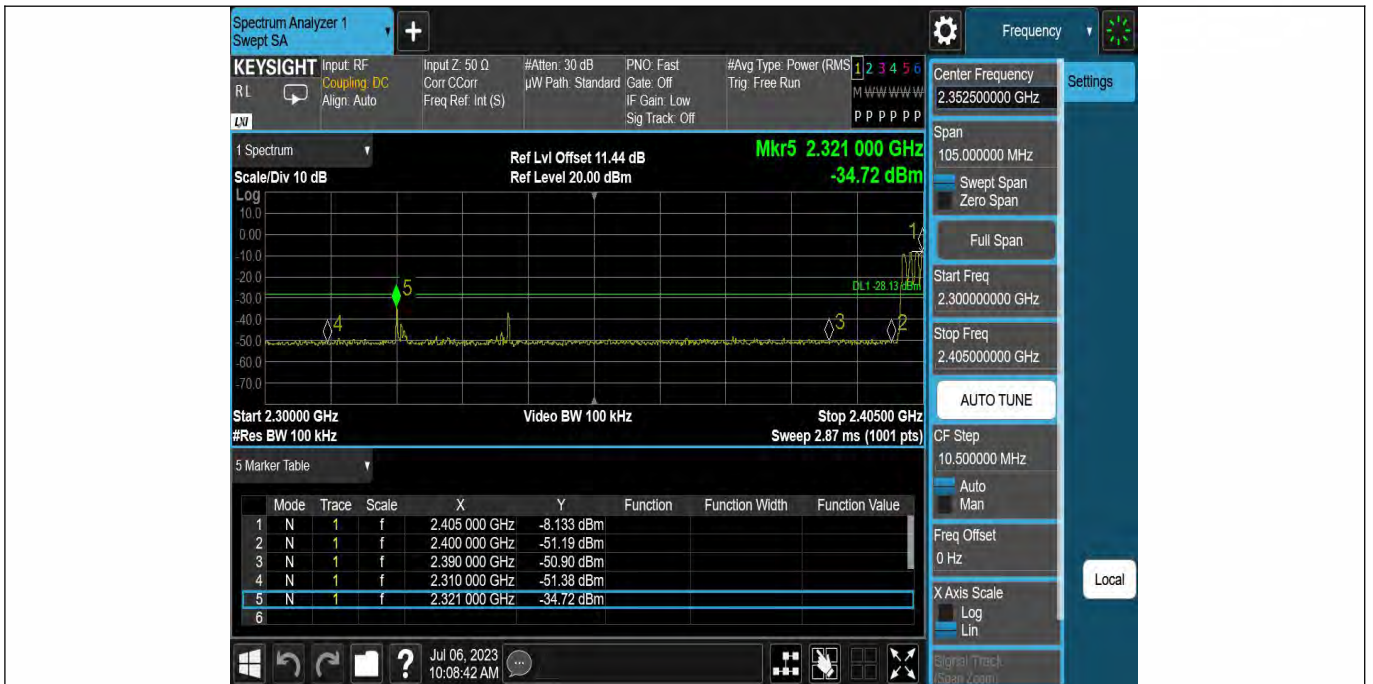 Spectrum Analyzer 1
Swept SA
+
Frequency
KEYSIGHT
RL
LXI
Input: RF
Coupling: DC
Align: Auto
Input Z: 50 Ω
Corr CCorr
Freq Ref: Int (S)
#Atten: 30 dB
µW Path: Standard
PNO: Fast
Gate: Off
IF Gain: Low
Sig Track: Off
#Avg Type: Power (RMS
Trig: Free Run
1 2 3 4 5 6
M W W W W W
P P P P P P
1 Spectrum
Scale/Div 10 dB
Ref Lvl Offset 11.44 dB
Ref Level 20.00 dBm
Mkr5 2.321 000 GHz
-34.72 dBm
Log
10.0
0.00
-10.0
-20.0
-30.0
-40.0
-50.0
-60.0
-70.0
1
5
DL1 -28.13 dBm
4
3
2
Start 2.30000 GHz
#Res BW 100 kHz
Video BW 100 kHz
Stop 2.40500 GHz
Sweep 2.87 ms (1001 pts)
5 Marker Table
Mode Trace Scale X Y Function Function Width Function Value
1 N 1 f 2.405 000 GHz -8.133 dBm
2 N 1 f 2.400 000 GHz -51.19 dBm
3 N 1 f 2.390 000 GHz -50.90 dBm
4 N 1 f 2.310 000 GHz -51.38 dBm
5 N 1 f 2.321 000 GHz -34.72 dBm
6
?
Jul 06, 2023
10:08:42 AM
Center Frequency
2.352500000 GHz
Settings
Span
105.000000 MHz
Swept Span
Zero Span
Full Span
Start Freq
2.300000000 GHz
Stop Freq
2.405000000 GHz
AUTO TUNE
CF Step
10.500000 MHz
Auto
Man
Freq Offset
0 Hz
Local
X Axis Scale
Log
Lin
Signal Track
(Span Zoom)